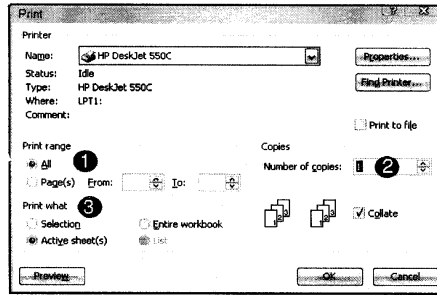 Print
Printer
Name: HP DeskJet 550C
Properties...
Status: Idle
Find Printer...
Type: HP DeskJet 550C
Where: LPT1:
Comment:
Print to file
Print range
Copies
All 1
Number of copies: 1 2
Page(s) From: To:
Print what 3
Selection Entire workbook
Collate
Active sheet(s) List
Preview
OK
Cancel